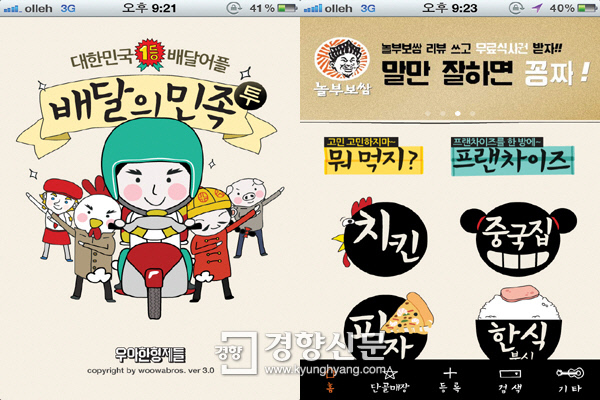 olleh 3G 오후 9:21 41%
대한민국 1등 배달어플
배달의민족 투
우아한형제들
copyright by woowabros. ver 3.0
olleh 3G 오후 9:23 40%
놀부보쌈 리뷰 쓰고 무료식사권 받자!!
말만 잘하면 꽁짜!
놀부보쌈
고민 고민하지마~
뭐 먹지?
프랜차이즈를 한 방에~
프랜차이즈
치킨
중국집
피자
한식
분식
홈 단골매장 등록 검색 기타
경향 경향신문
www.kyunghyang.com